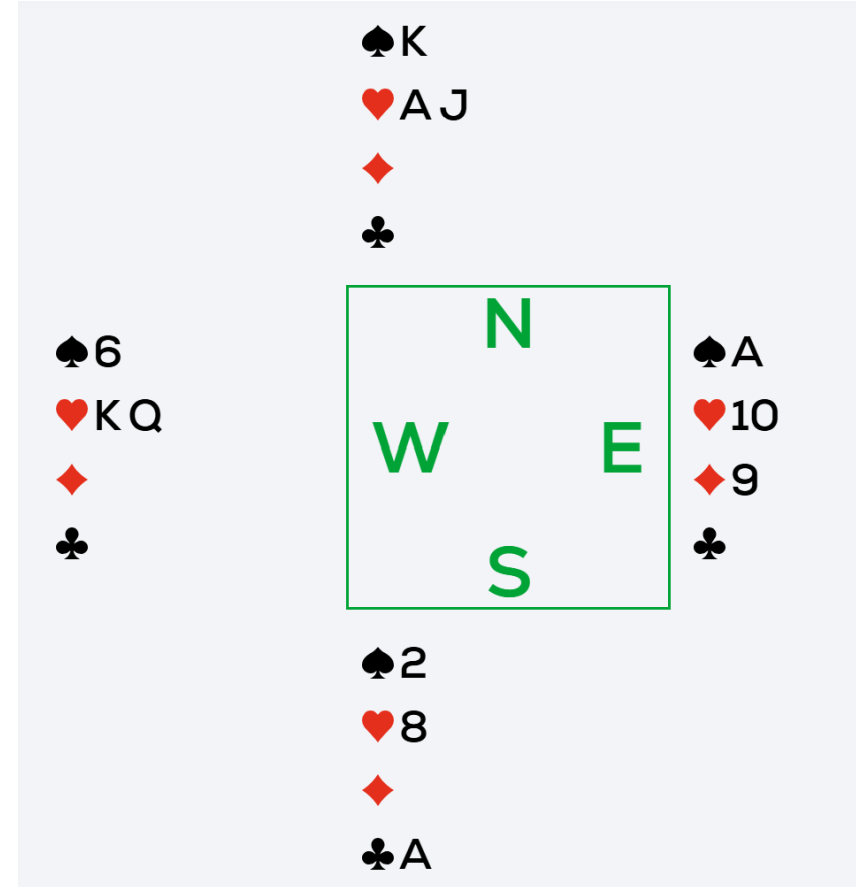 ♠K
♥A J
♦
♣
N
♠6
♠A
♥K Q
♥10
W
E
♦
♦9
♣
♣
S
♠2
♥8
♦
♣A